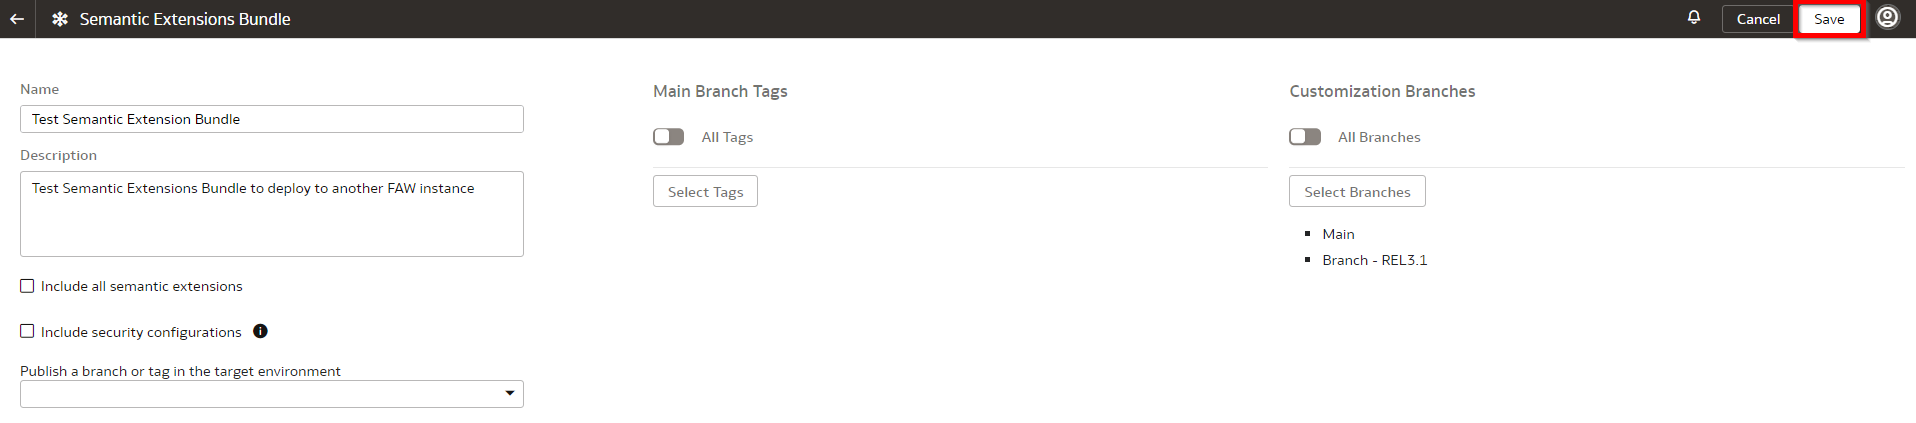 Semantic Extensions Bundle
Cancel
Save
Name
Test Semantic Extension Bundle
Description
Test Semantic Extensions Bundle to deploy to another FAW instance
Include all semantic extensions
Include security configurations
Publish a branch or tag in the target environment
Main Branch Tags
All Tags
Select Tags
Customization Branches
All Branches
Select Branches
Main
Branch - REL3.1